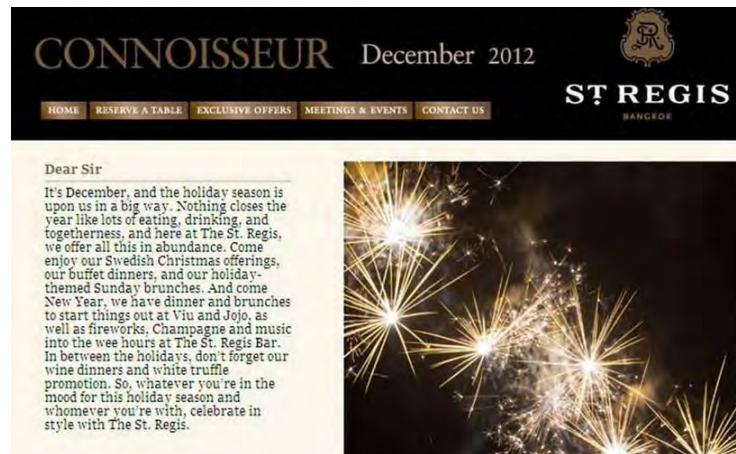 CONNOISSEUR December 2012
ST REGIS
BANGKOK
HOME RESERVE A TABLE EXCLUSIVE OFFERS MEETINGS & EVENTS CONTACT US
Dear Sir
It's December, and the holiday season is
upon us in a big way. Nothing closes the
year like lots of eating, drinking, and
togetherness, and here at The St. Regis,
we offer all this in abundance. Come
enjoy our Swedish Christmas offerings,
our buffet dinners, and our holiday-
themed Sunday brunches. And come
New Year, we have dinner and brunches
to start things out at Viu and Jojo, as
well as fireworks, Champagne and music
into the wee hours at The St. Regis Bar.
In between the holidays, don't forget our
wine dinners and white truffle
promotion. So, whatever you're in the
mood for this holiday season and
whomever you're with, celebrate in
style with The St. Regis.